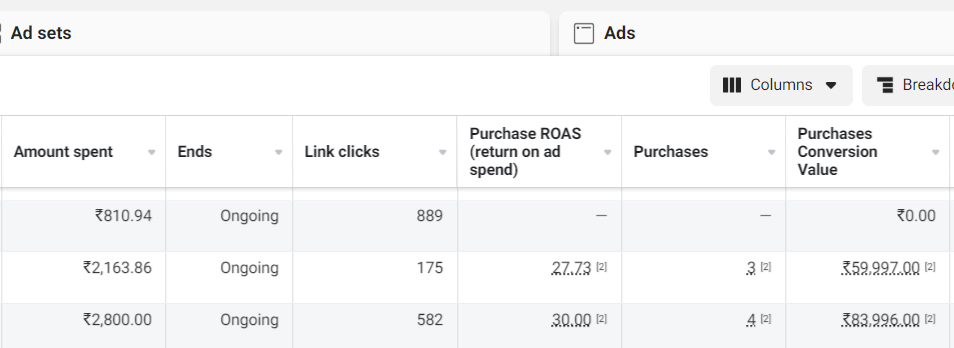 Ad sets
Ads
Columns
Breakdo
Amount spent
Ends
Link clicks
Purchase ROAS
(return on ad
spend)
Purchases
Purchases
Conversion
Value
₹810.94 Ongoing 889 — — ₹0.00
₹2,163.86 Ongoing 175 27.73 [2] 3 [2] ₹59,997.00 [2]
₹2,800.00 Ongoing 582 30.00 [2] 4 [2] ₹83,996.00 [2]